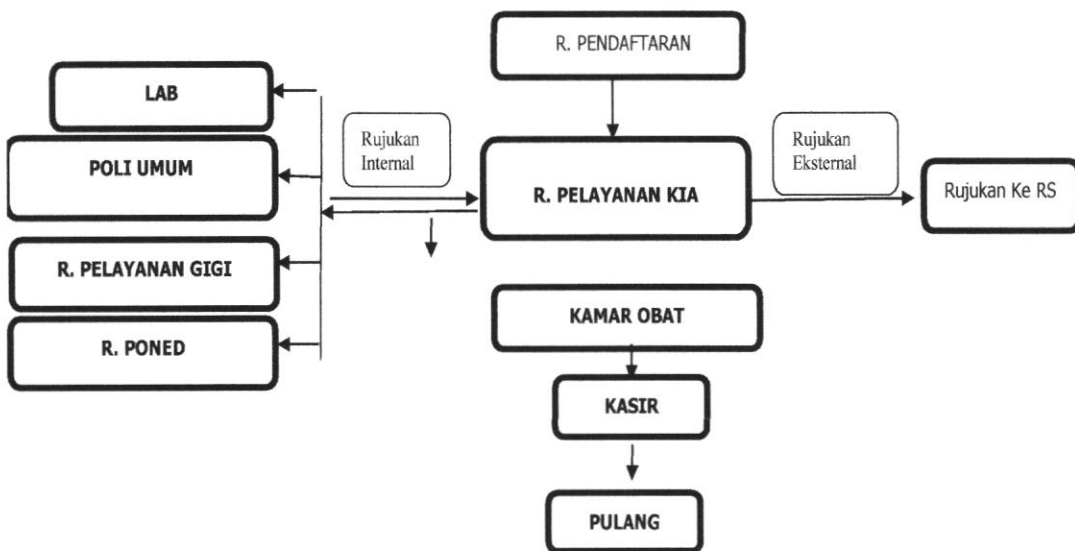 R. PENDAFTARAN
LAB
POLI UMUM
Rujukan
Internal
R. PELAYANAN KIA
Rujukan
Eksternal
Rujukan Ke RS
R. PELAYANAN GIGI
R. PONED
KAMAR OBAT
KASIR
PULANG